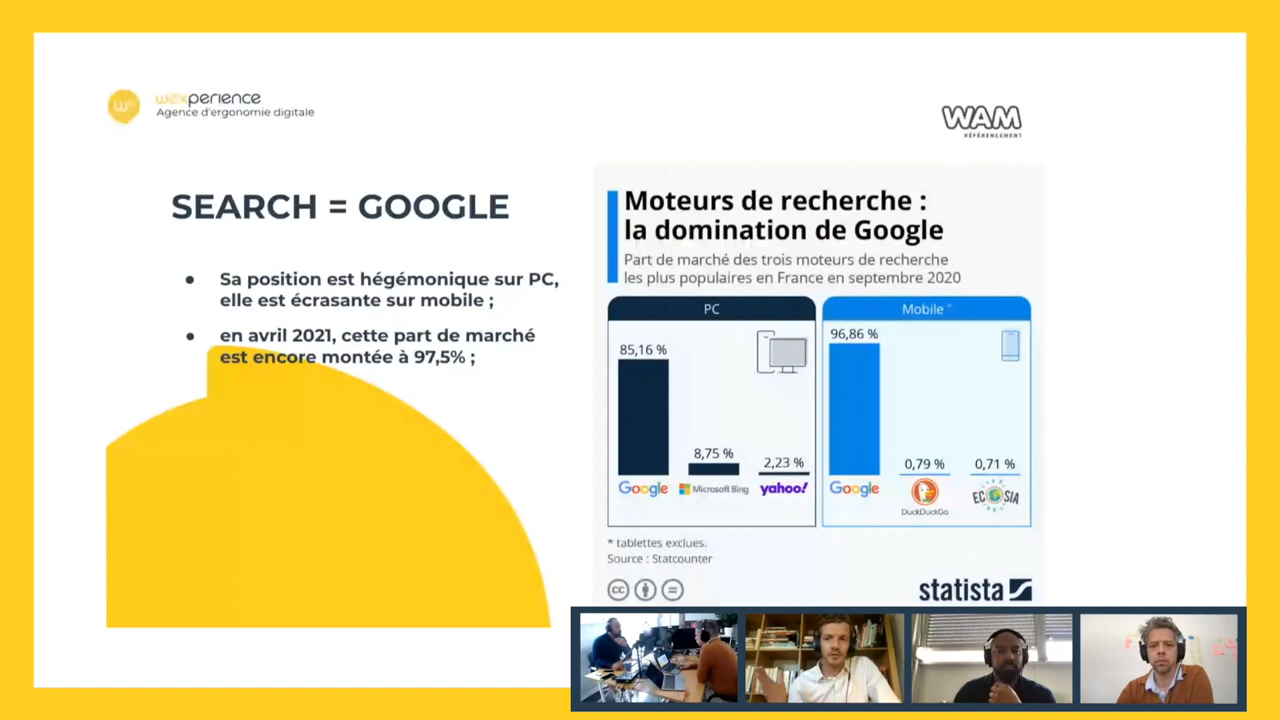 we
wexperience
Agence d'ergonomie digitale
WAM
RÉFÉRENCEMENT
SEARCH = GOOGLE
● Sa position est hégémonique sur PC,
elle est écrasante sur mobile ;
● en avril 2021, cette part de marché
est encore montée à 97,5% ;
Moteurs de recherche :
la domination de Google
Part de marché des trois moteurs de recherche
les plus populaires en France en septembre 2020
PC
85,16 %
8,75 %
2,23 %
Google
Microsoft Bing
yahoo!
Mobile *
96,86 %
0,79 %
0,71 %
Google
DuckDuckGo
ECOSIA
* tablettes exclues.
Source : Statcounter
cc
=
statista